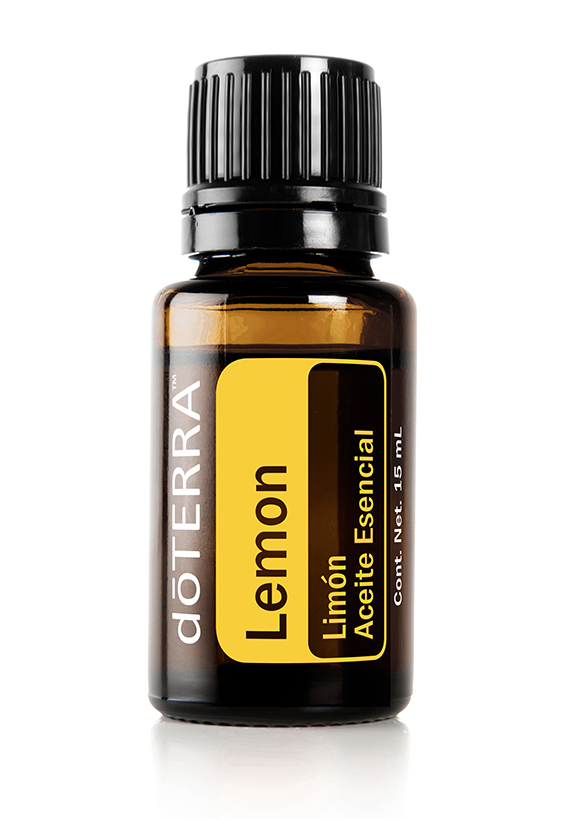 dōTERRA™
Lemon
Limón
Aceite Esencial
Cont. Net. 15 mL